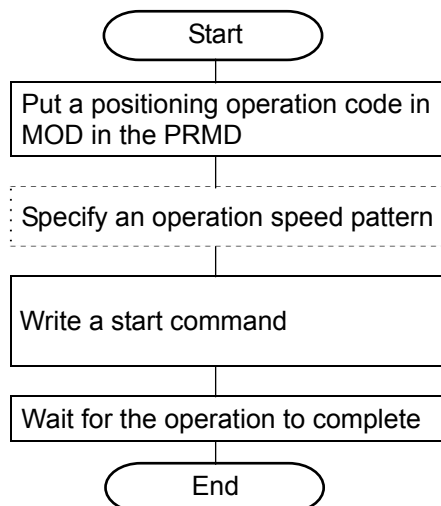 Start
Put a positioning operation code in
MOD in the PRMD
Specify an operation speed pattern
Write a start command
Wait for the operation to complete
End